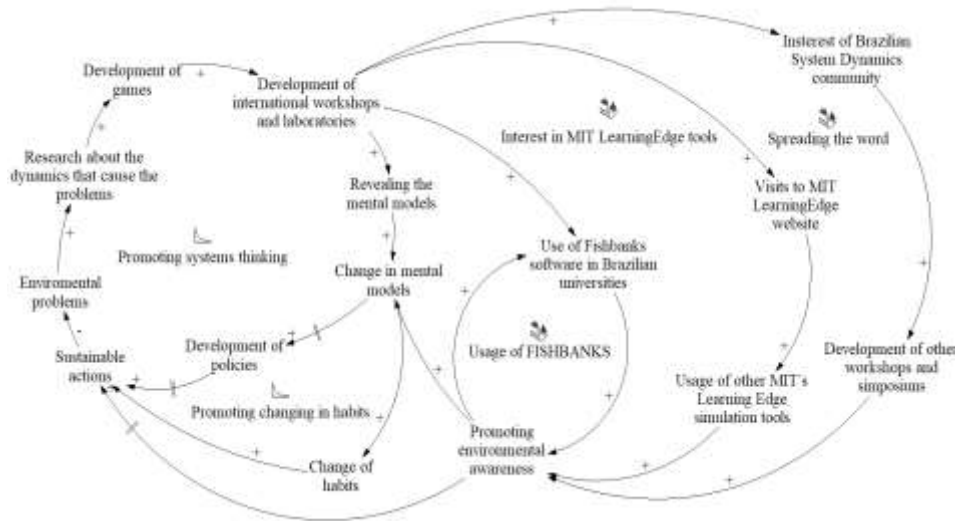 Development of
games
Development of
international workshops
and laboratories
Insterest of Brazilian
System Dynamics
community
Interest in MIT LearningEdge tools
Spreading the word
Research about the
dynamics that cause the
problems
Revealing the
mental models
Visits to MIT
LearningEdge
website
Promoting systems thinking
Use of Fishbanks
software in Brazilian
universities
Change in mental
models
Enviromental
problems
Usage of FISHBANKS
Sustainable
actions
Development of
policies
Development of other
workshops and
simposiums
Promoting changing in habits
Usage of other MIT's
Learning Edge
simulation tools
Promoting
environmental
awareness
Change of
habits